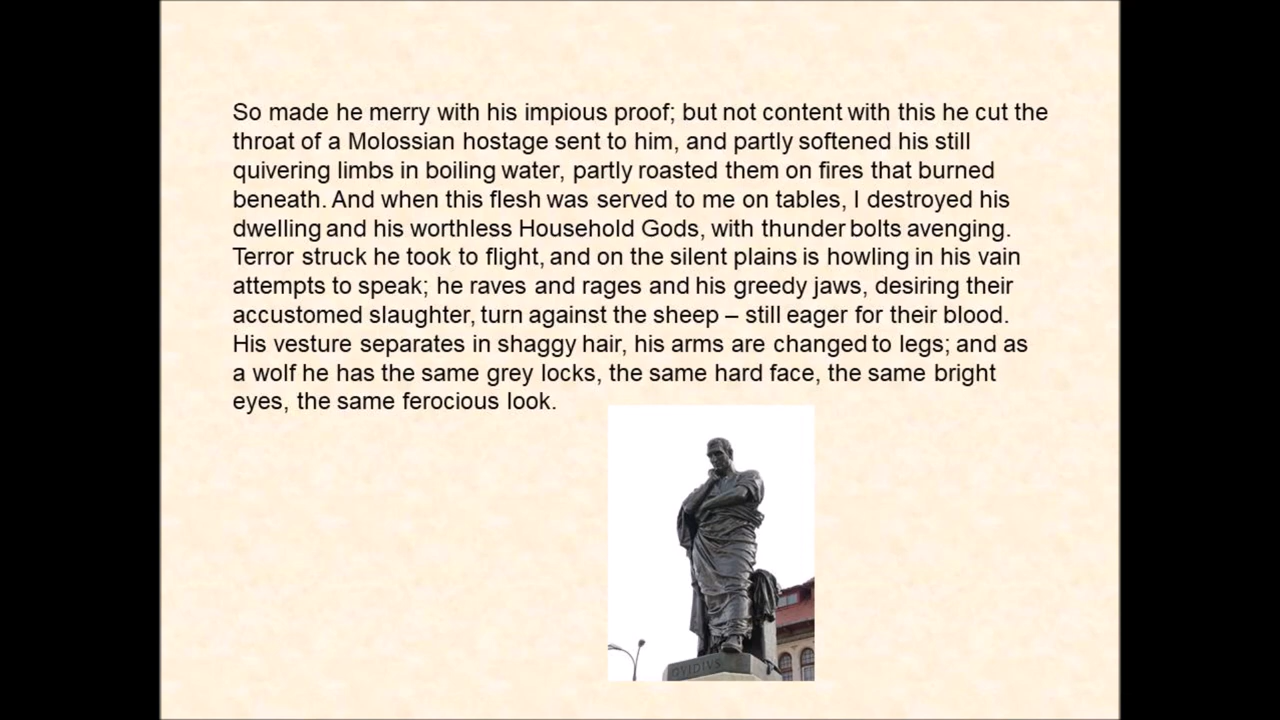 So made he merry with his impious proof; but not content with this he cut the
throat of a Molossian hostage sent to him, and partly softened his still
quivering limbs in boiling water, partly roasted them on fires that burned
beneath. And when this flesh was served to me on tables, I destroyed his
dwelling and his worthless Household Gods, with thunder bolts avenging.
Terror struck he took to flight, and on the silent plains is howling in his vain
attempts to speak; he raves and rages and his greedy jaws, desiring their
accustomed slaughter, turn against the sheep – still eager for their blood.
His vesture separates in shaggy hair, his arms are changed to legs; and as
a wolf he has the same grey locks, the same hard face, the same bright
eyes, the same ferocious look.
OVIDIVS